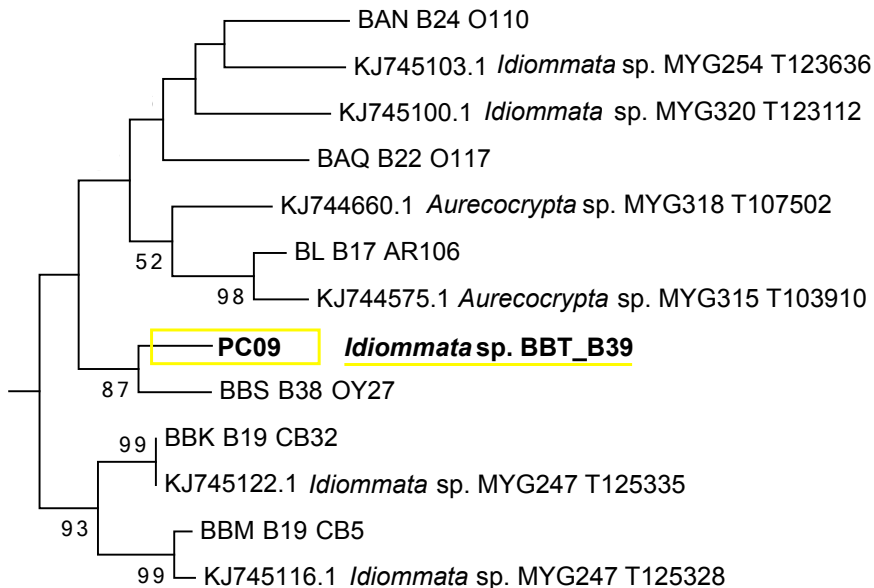 BAN B24 O110
KJ745103.1 Idiommata sp. MYG254 T123636
KJ745100.1 Idiommata sp. MYG320 T123112
BAQ B22 O117
KJ744660.1 Aurecocrypta sp. MYG318 T107502
52
BL B17 AR106
98
KJ744575.1 Aurecocrypta sp. MYG315 T103910
PC09 Idiommata sp. BBT_B39
87
BBS B38 OY27
99
BBK B19 CB32
KJ745122.1 Idiommata sp. MYG247 T125335
93
BBM B19 CB5
99
KJ745116.1 Idiommata sp. MYG247 T125328